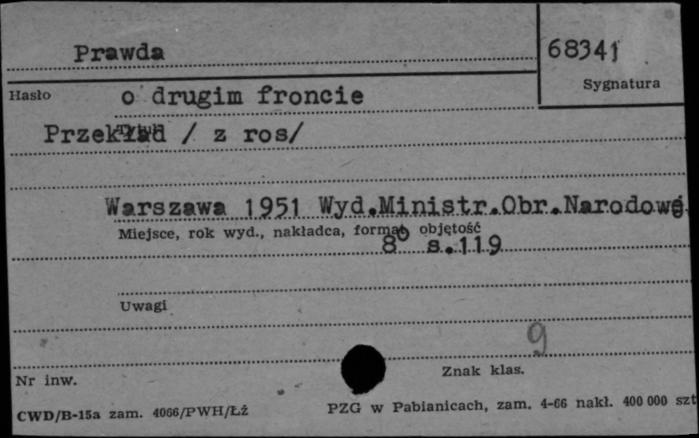 Prawda
68341
Sygnatura
Hasło
o drugim froncie
Tytuł
Przekład / z ros/
Warszawa 1951 Wyd.Ministr.Obr.Narodowej
Miejsce, rok wyd., nakładca, format objętość
8° s.119
Uwagi
9
Nr inw.
Znak klas.
CWD/B-15a zam. 4066/PWH/Łź
PZG w Pabianicach, zam. 4-66 nakł. 400 000 szt